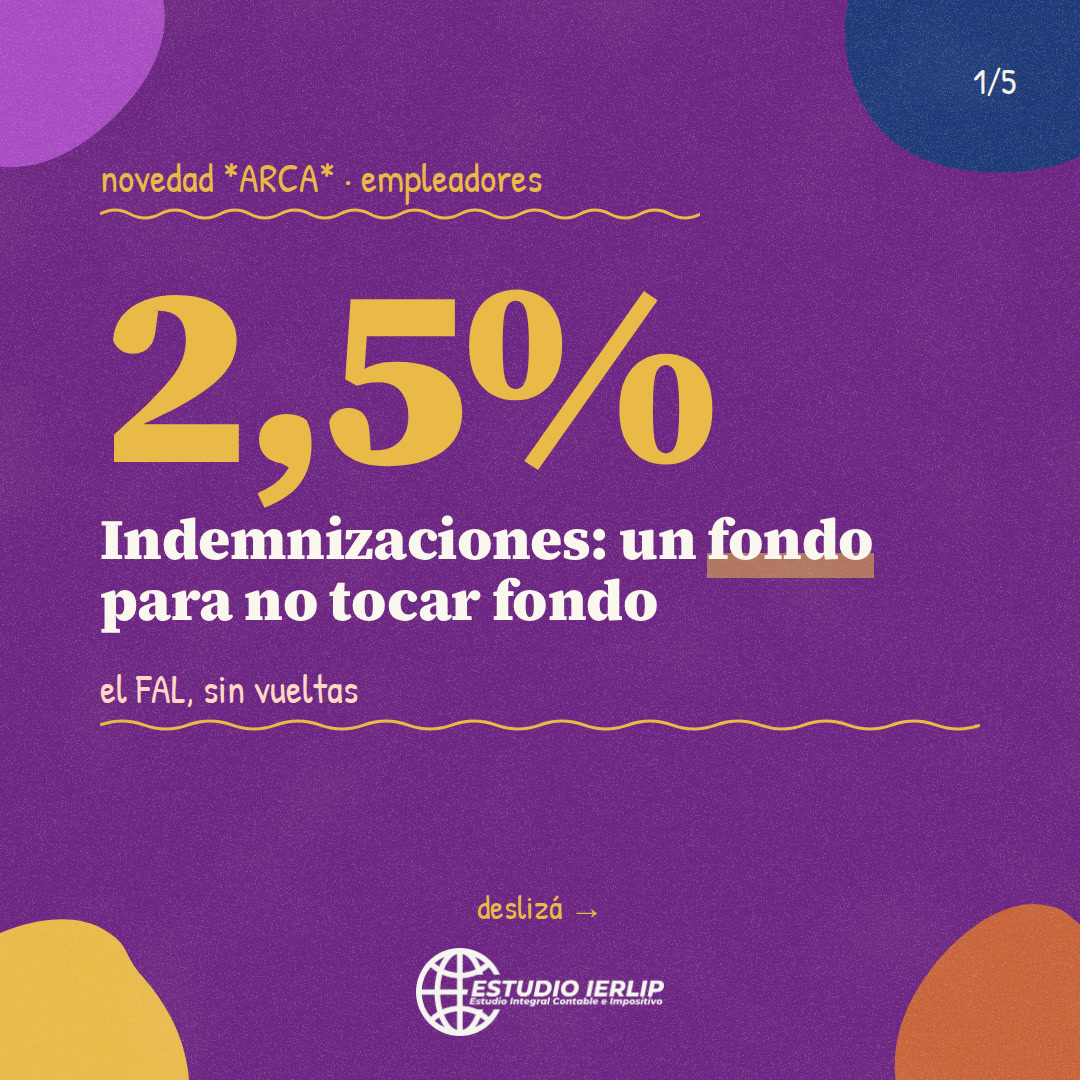 1/5
novedad *ARCA* · empleadores
2,5%
Indemnizaciones: un fondo
para no tocar fondo
el FAL, sin vueltas
deslizá →
ESTUDIO IERLIP
Estudio Integral Contable e Impositivo